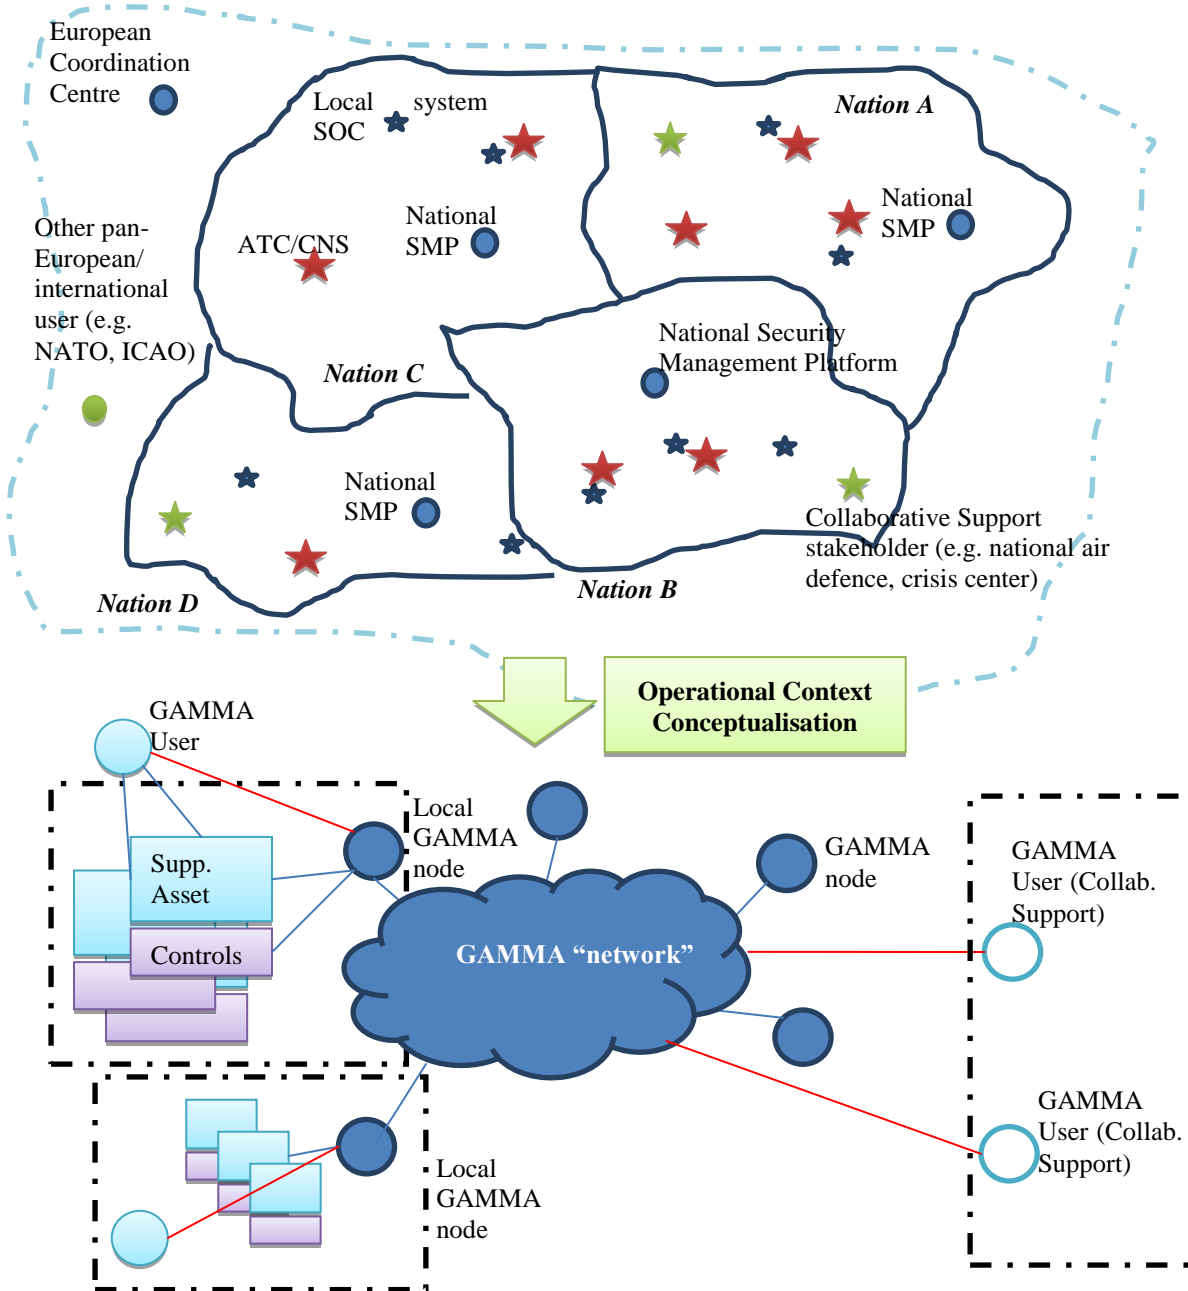 European
Coordination
Centre
Local system
SOC
Nation A
National
SMP
National
SMP
ATC/CNS
Other pan-
European/
international
user (e.g.
NATO, ICAO)
National Security
Management Platform
Nation C
National
SMP
Collaborative Support
stakeholder (e.g. national air
defence, crisis center)
Nation B
Nation D
Operational Context
Conceptualisation
GAMMA
User
Local
GAMMA
node
GAMMA
node
GAMMA
User (Collab.
Support)
Supp.
Asset
Controls
GAMMA “network”
GAMMA
User (Collab.
Support)
Local
GAMMA
node